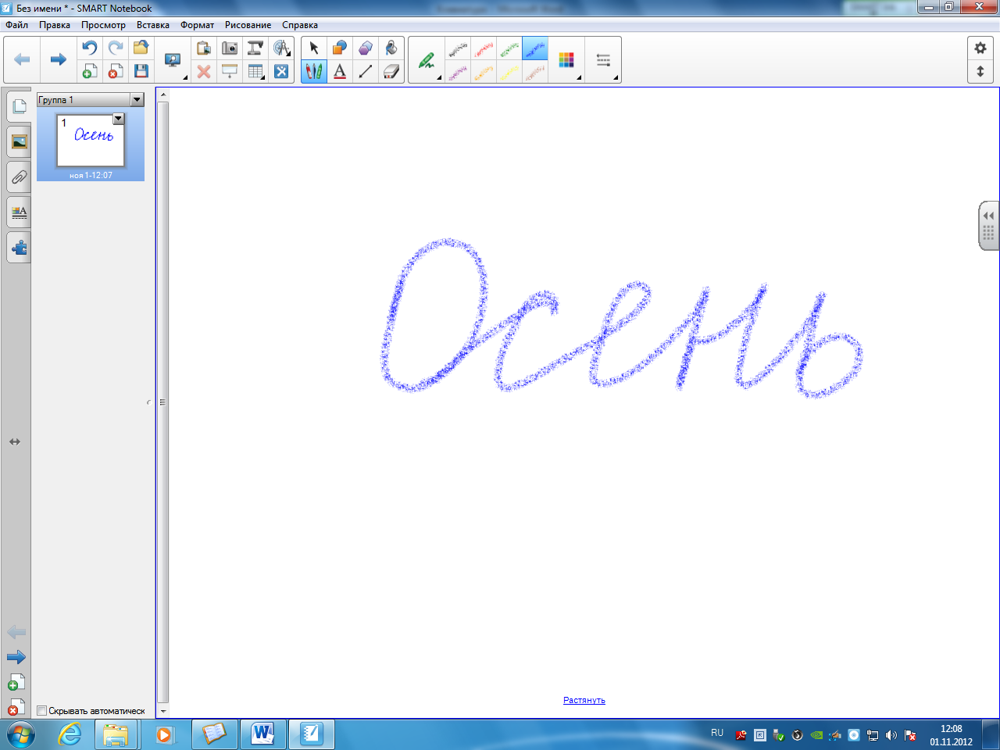 Без имени * - SMART Notebook
Файл Правка Просмотр Вставка Формат Рисование Справка
Группа 1
1
Осень
ноя 1-12:07
Осень
Растянуть
Скрывать автоматическ
RU
12:08
01.11.2012